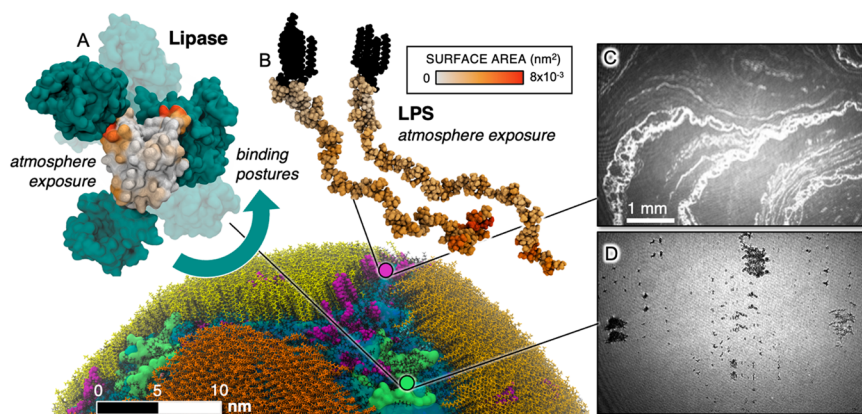 A
Lipase
atmosphere
exposure
binding
postures
B
SURFACE AREA (nm²)
0
8x10⁻³
LPS
atmosphere exposure
C
1 mm
D
0
5
10
nm